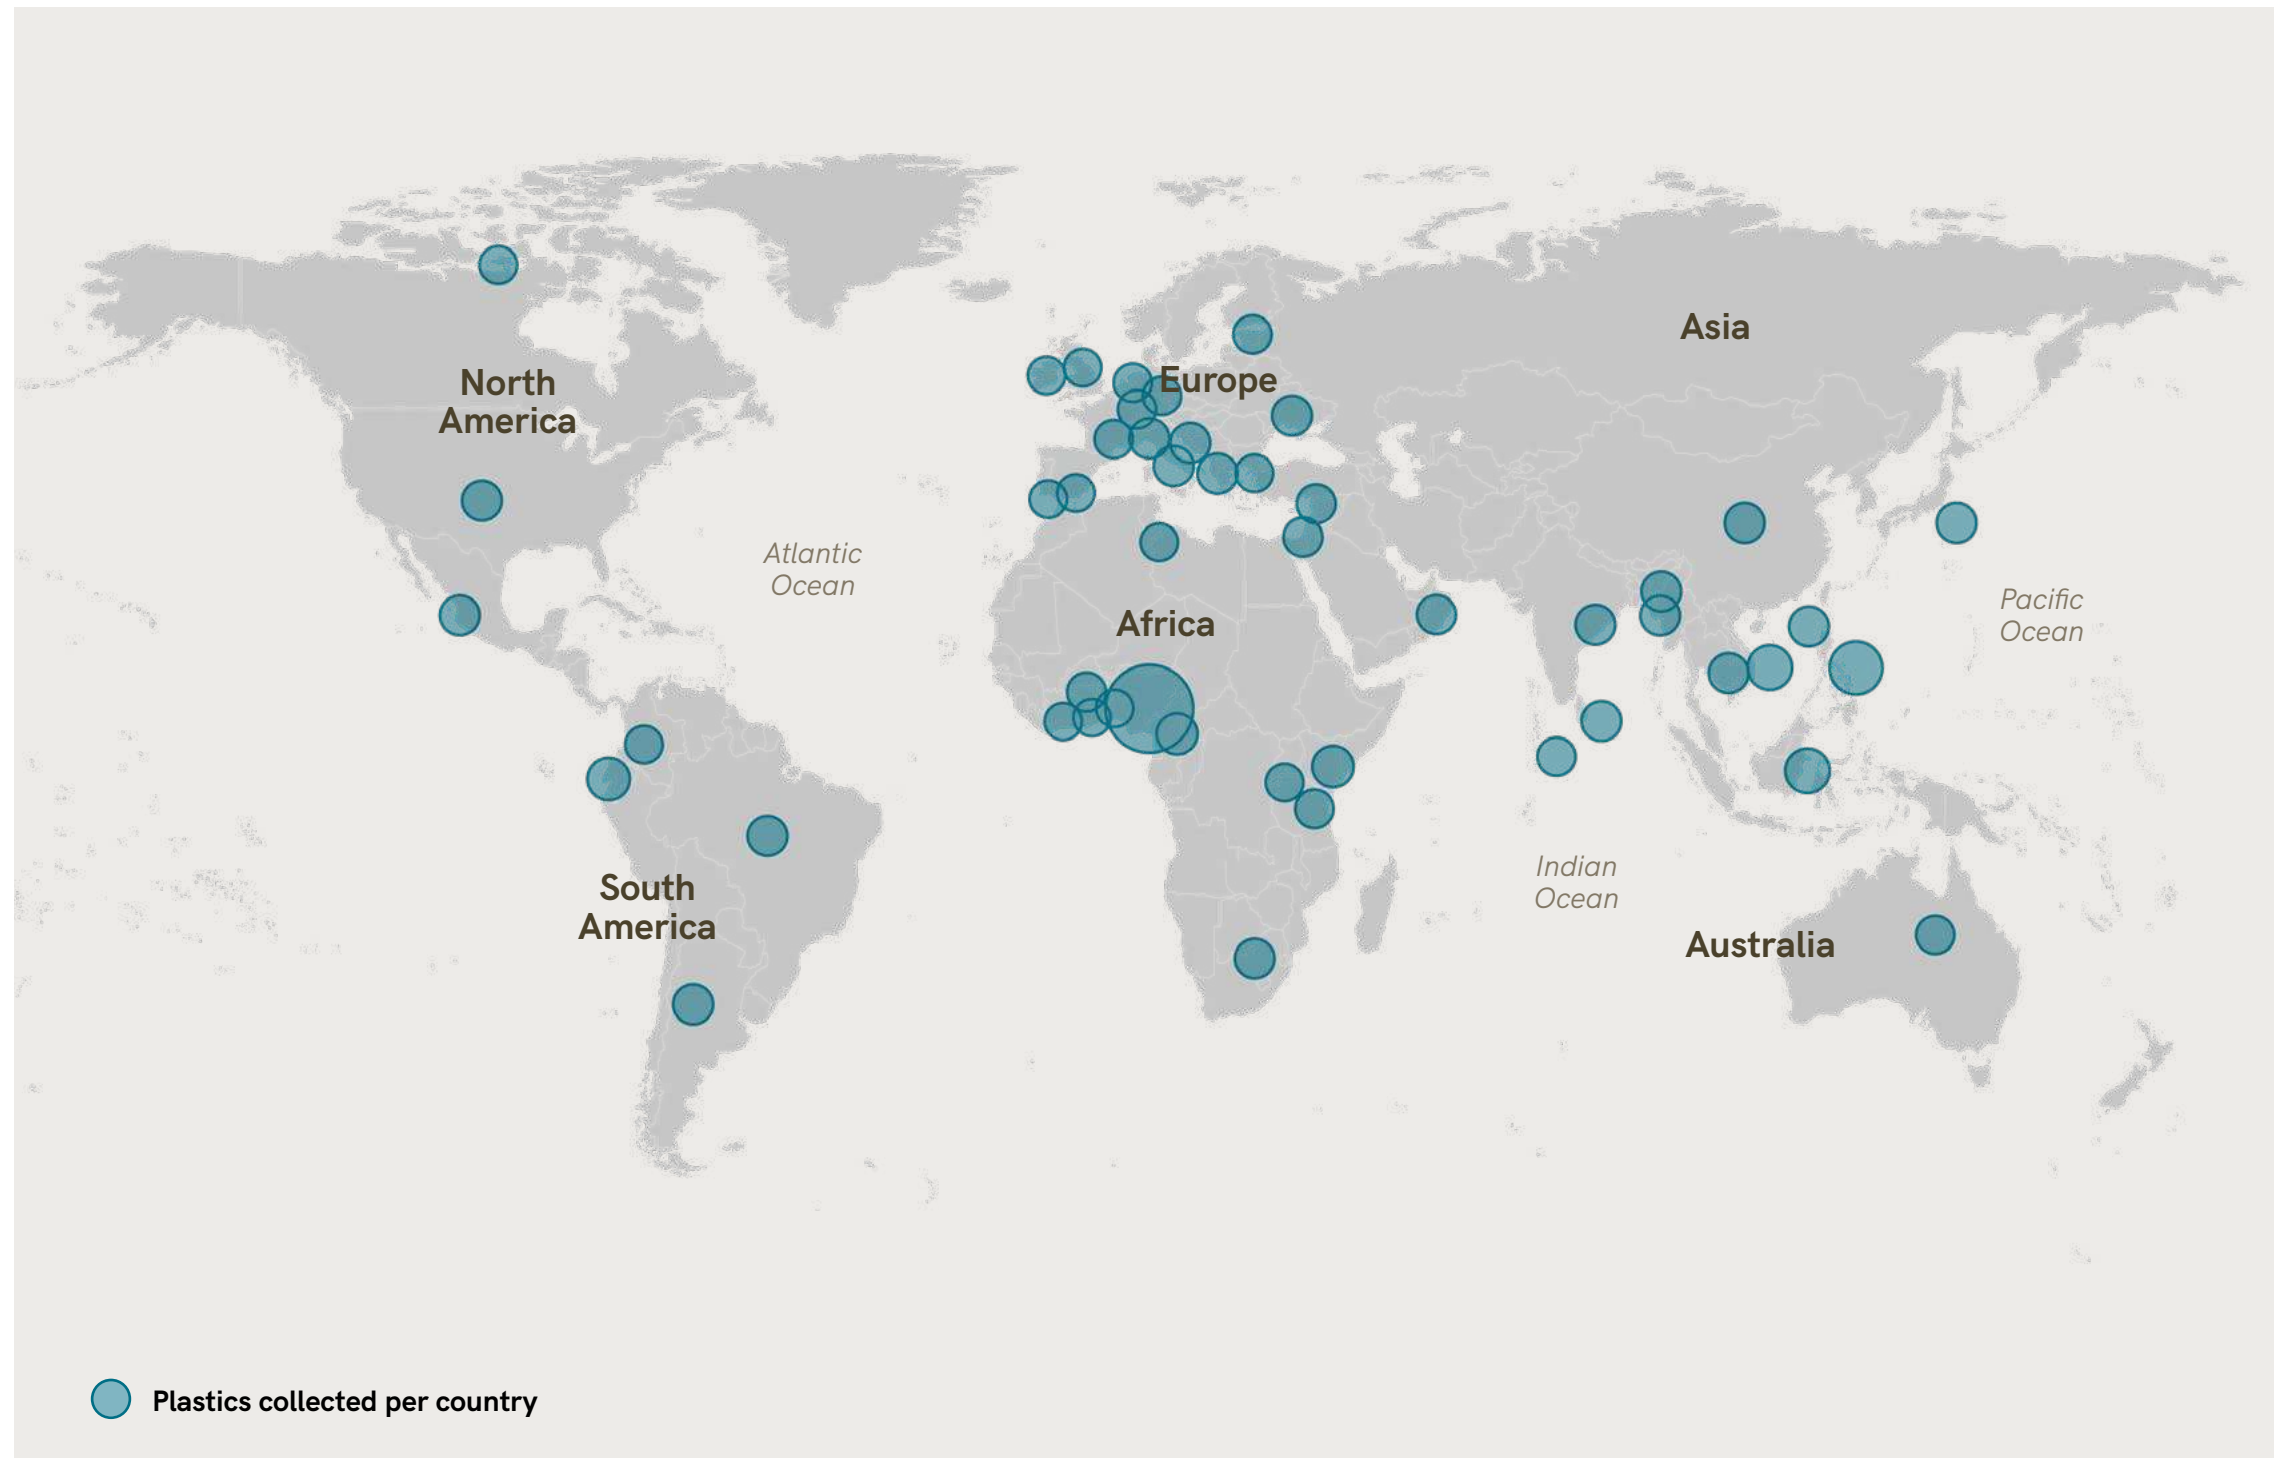 Asia
North
America
Europe
Atlantic
Ocean
Pacific
Ocean
Africa
Indian
Ocean
South
America
Australia
Plastics collected per country